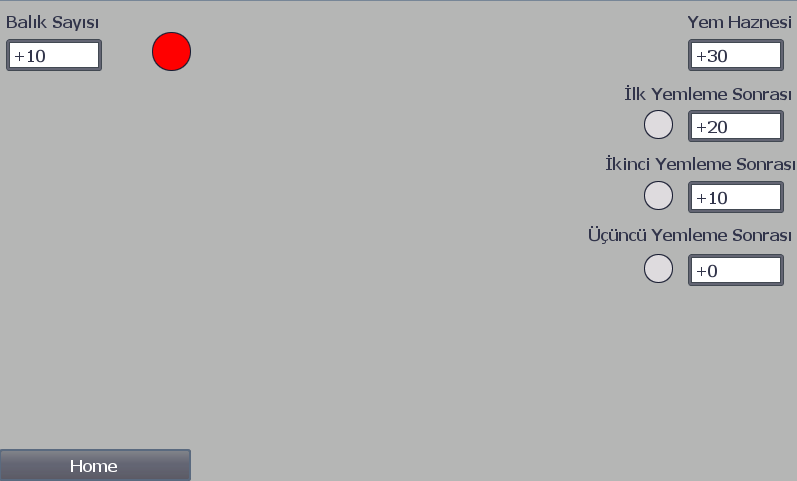 Balık Sayısı
+10
Yem Haznesi
+30
İlk Yemleme Sonrası
+20
İkinci Yemleme Sonrası
+10
Üçüncü Yemleme Sonrası
+0
Home